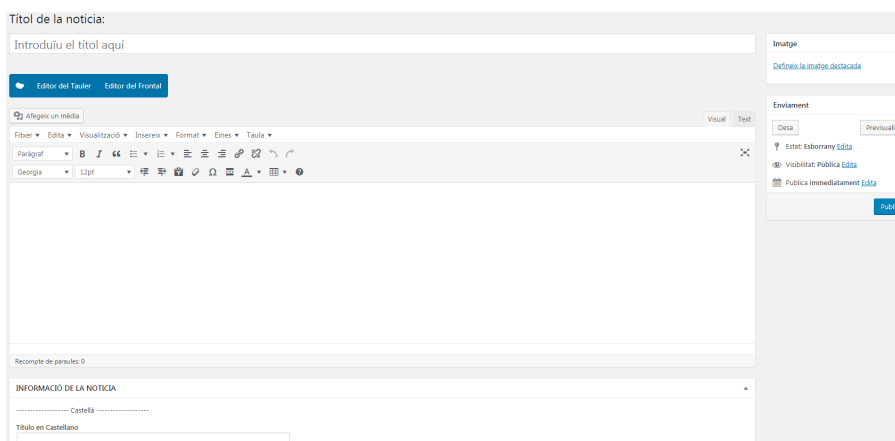 Títol de la noticia:
Introduïu el títol aquí
Editor del Tauler Editor del Frontal
Afegeix un mèdia
Visual Text
Fitxer Edita Visualització Insereix Format Eines Taula
Paràgraf B I
Georgia 12pt Ω A
Recompte de paraules: 0
INFORMACIÓ DE LA NOTICIA
------------------- Castellà -------------------
Título en Castellano
Imatge
Defineix la imatge destacada
Enviament
Desa Previsuali
Estat: Esborrany Edita
Visibilitat: Pública Edita
Publica immediatament Edita
Publi